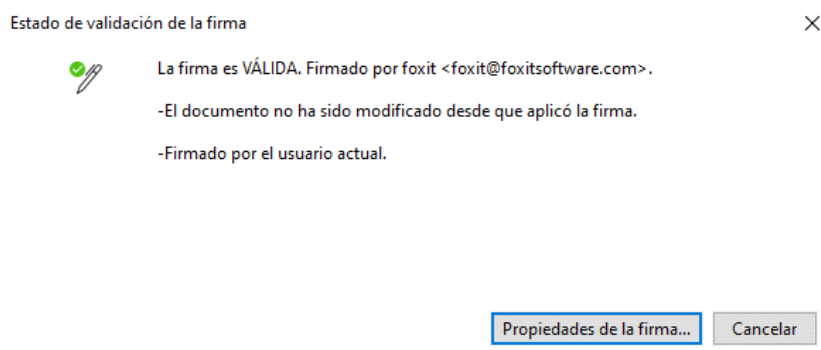 Estado de validación de la firma
La firma es VÁLIDA. Firmado por foxit <foxit@foxitsoftware.com>.
-El documento no ha sido modificado desde que aplicó la firma.
-Firmado por el usuario actual.
Propiedades de la firma... Cancelar